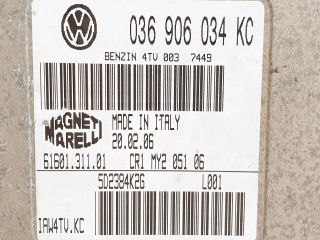 036 906 034 KC
BENZIN 4TV 003 7449
MAGNETI
MARELLI
MADE IN ITALY
20.02.06
61601.311.01 CR1 MY2 051 06
5D2384K26 L001
IAW4TV.KC